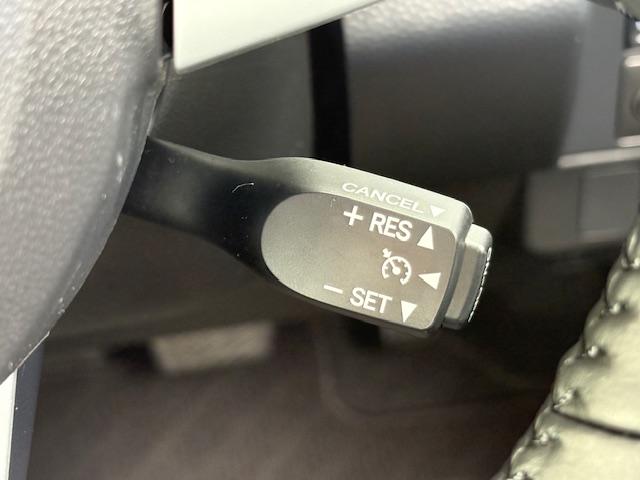 CANCEL ▼
+ RES ▲
◀
− SET ▼